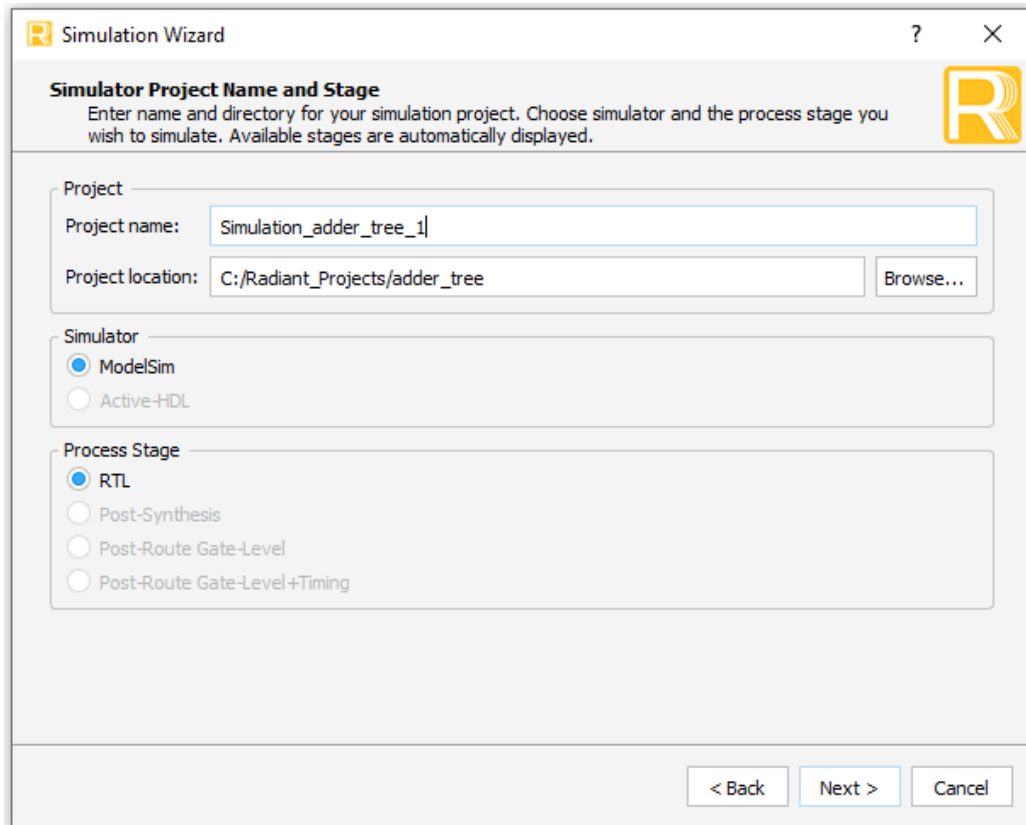 Simulation Wizard
?
Simulator Project Name and Stage
Enter name and directory for your simulation project. Choose simulator and the process stage you
wish to simulate. Available stages are automatically displayed.
Project
Project name: Simulation_adder_tree_1
Project location: C:/Radiant_Projects/adder_tree Browse...
Simulator
ModelSim
Active-HDL
Process Stage
RTL
Post-Synthesis
Post-Route Gate-Level
Post-Route Gate-Level+Timing
< Back Next > Cancel